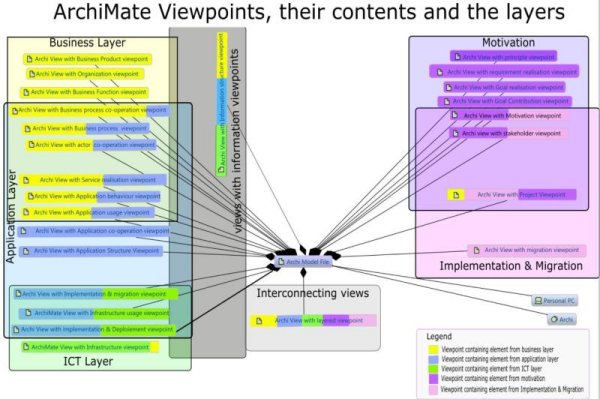 ArchiMate Viewpoints, their contents and the layers
Business Layer
Archi View with Business Product viewpoint
Archi View with Organization viewpoint
Archi View with Business Function viewpoint
Archi View with Business process co-operation viewpoint
Archi View with Business process viewpoint
Archi View with actor co-operation viewpoint
Archi View with Service realisation viewpoint
Archi View with Application behaviour viewpoint
Archi View with Application usage viewpoint
Archi View with Application co-operation viewpoint
Archi View with Application Structure Viewpoint
Application Layer
Archi View with Implementation & migration viewpoint
ArchiMate View with Infrastructure usage viewpoint
Archi View with implementation & Deploiement viewpoint
ArchiMate View with Infrastructure viewpoint
ICT Layer
Archi View with Information structure viewpoint
views with information viewpoints
Archi Model File
Interconnecting views
Archi View with layered viewpoint
Motivation
Archi View with principle viewpoint
Archi View with requirement realisation viewpoint
Archi View with Goal realisation viewpoint
Archi View with Goal Contribution viewpoint
Archi View with Motivation viewpoint
Archi View with stakeholder viewpoint
Archi View with Project Viewpoint
Archi View with migration viewpoint
Implementation & Migration
Personal PC
Archi
Legend
Viewpoint containing element from business layer
Viewpoint containing element from application layer
Viewpoint containing element from ICT layer
Viewpoint containing element from motivation
Viewpoint containing element from Implementation & Migration